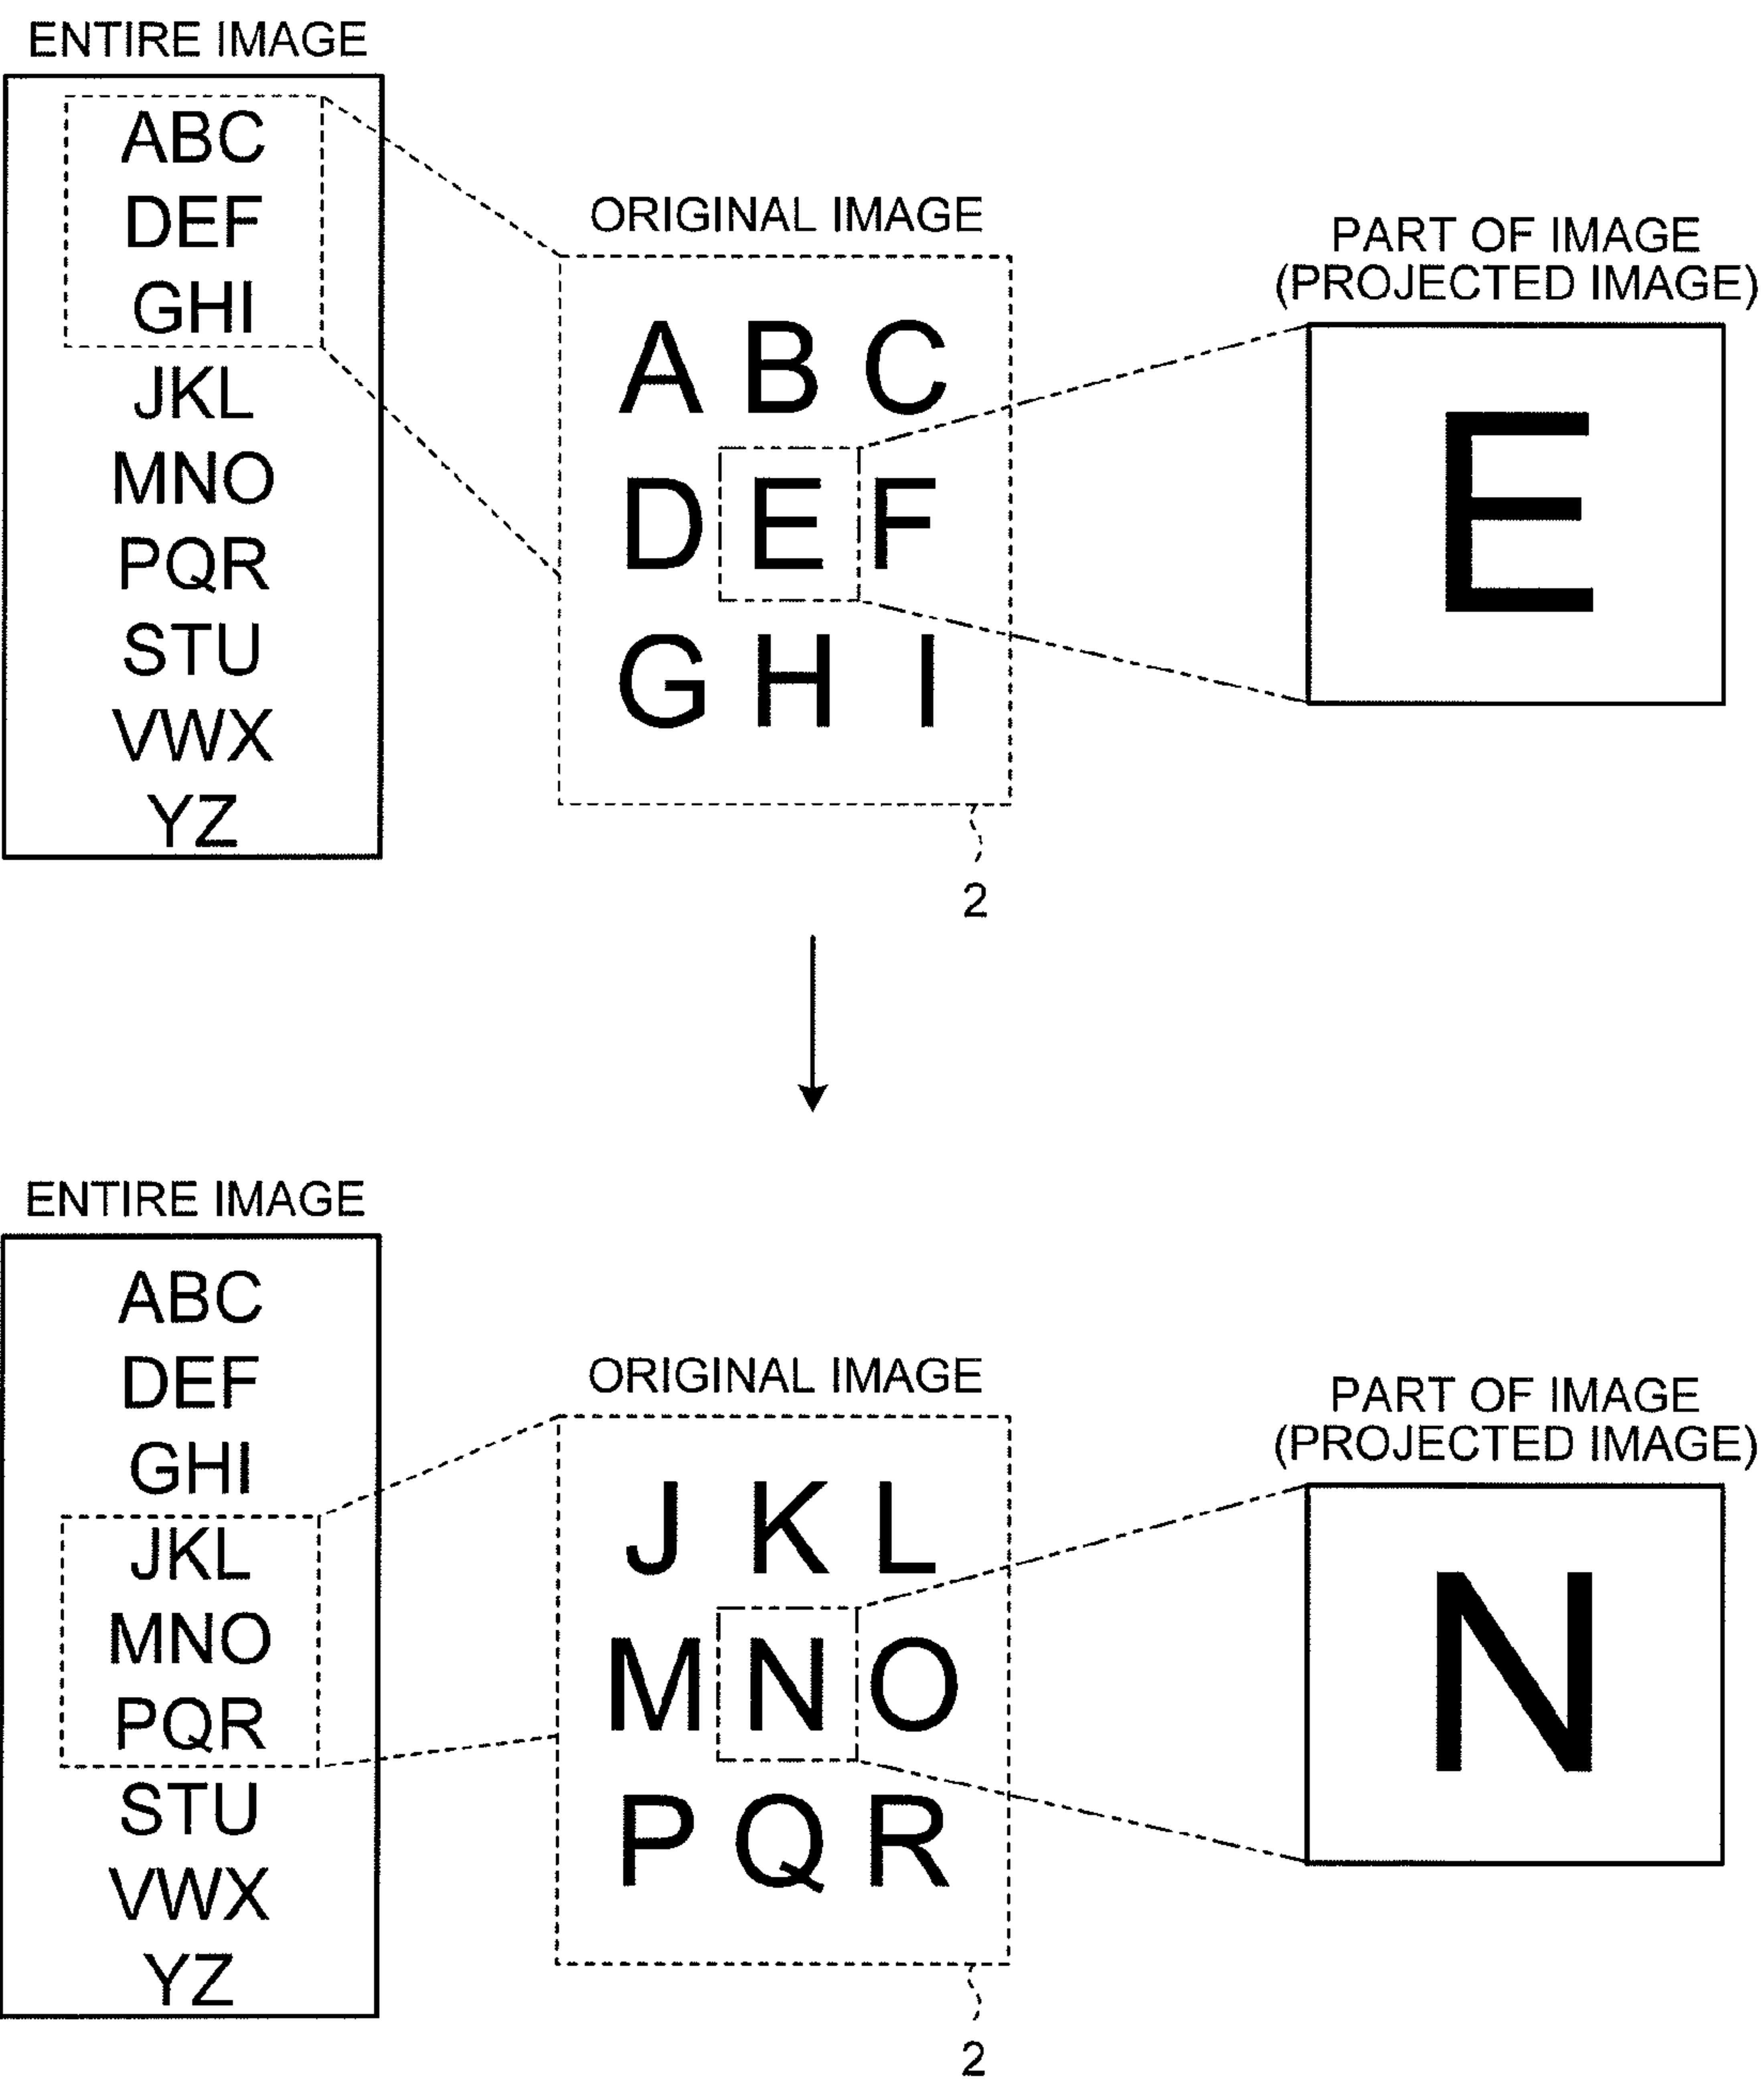 ENTIRE IMAGE
ABC
DEF
GHI
JKL
MNO
PQR
STU
VWX
YZ
ORIGINAL IMAGE
A B C
D E F
G H I
2
PART OF IMAGE
(PROJECTED IMAGE)
E
ENTIRE IMAGE
ABC
DEF
GHI
JKL
MNO
PQR
STU
VWX
YZ
ORIGINAL IMAGE
J K L
M N O
P Q R
2
PART OF IMAGE
(PROJECTED IMAGE)
N